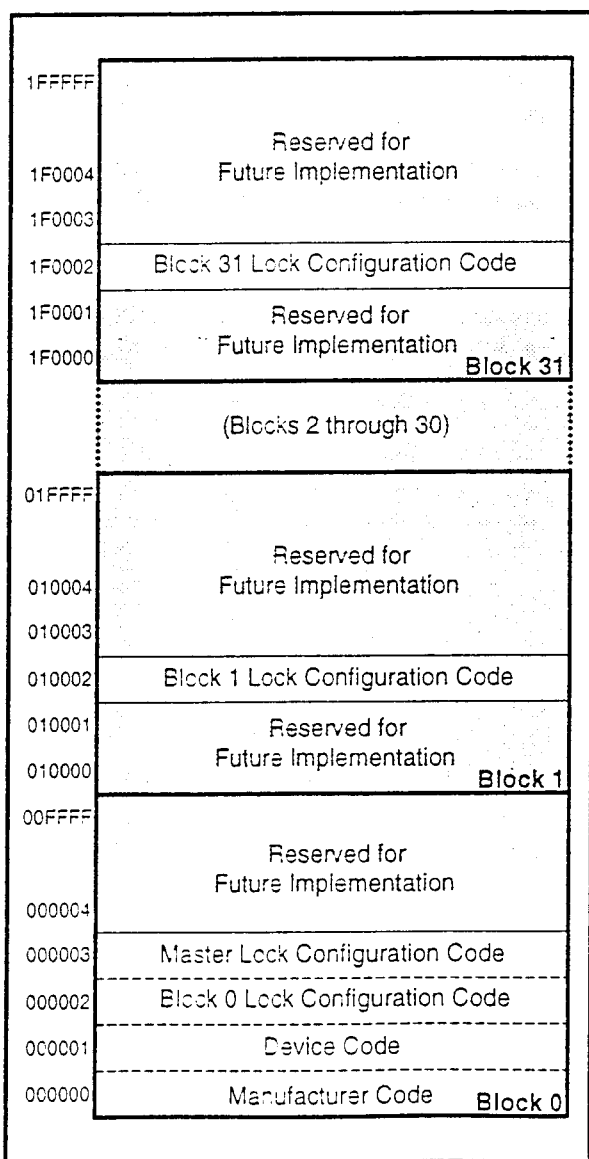 1FFFFF
Reserved for
Future Implementation
1F0004
1F0003
1F0002 Block 31 Lock Configuration Code
1F0001 Reserved for
Future Implementation
1F0000 Block 31
(Blocks 2 through 30)
01FFFF
Reserved for
Future Implementation
010004
010003
010002 Block 1 Lock Configuration Code
010001 Reserved for
Future Implementation
010000 Block 1
00FFFF
Reserved for
Future Implementation
000004
000003 Master Lock Configuration Code
000002 Block 0 Lock Configuration Code
000001 Device Code
000000 Manufacturer Code Block 0